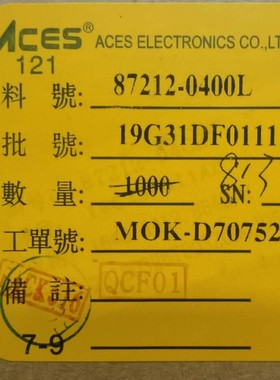 ACES ACES ELECTRONICS CO.,LT
121
料 號: 87212-0400L
批 號: 19G31DF0111
數 量: 1000 SN: 813
工單號: MOK-D70752
備 註: QCF01
7-9